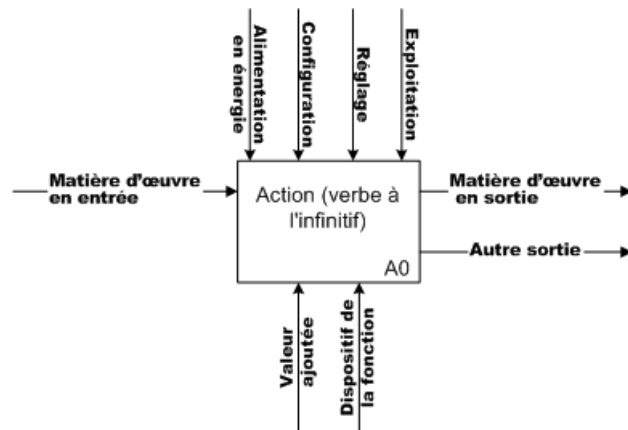 Alimentation
en énergie
Configuration
Réglage
Exploitation
Matière d'œuvre
en entrée
Action (verbe à
l'infinitif)
A0
Matière d'œuvre
en sortie
Autre sortie
Valeur
ajoutée
Dispositif de
la fonction